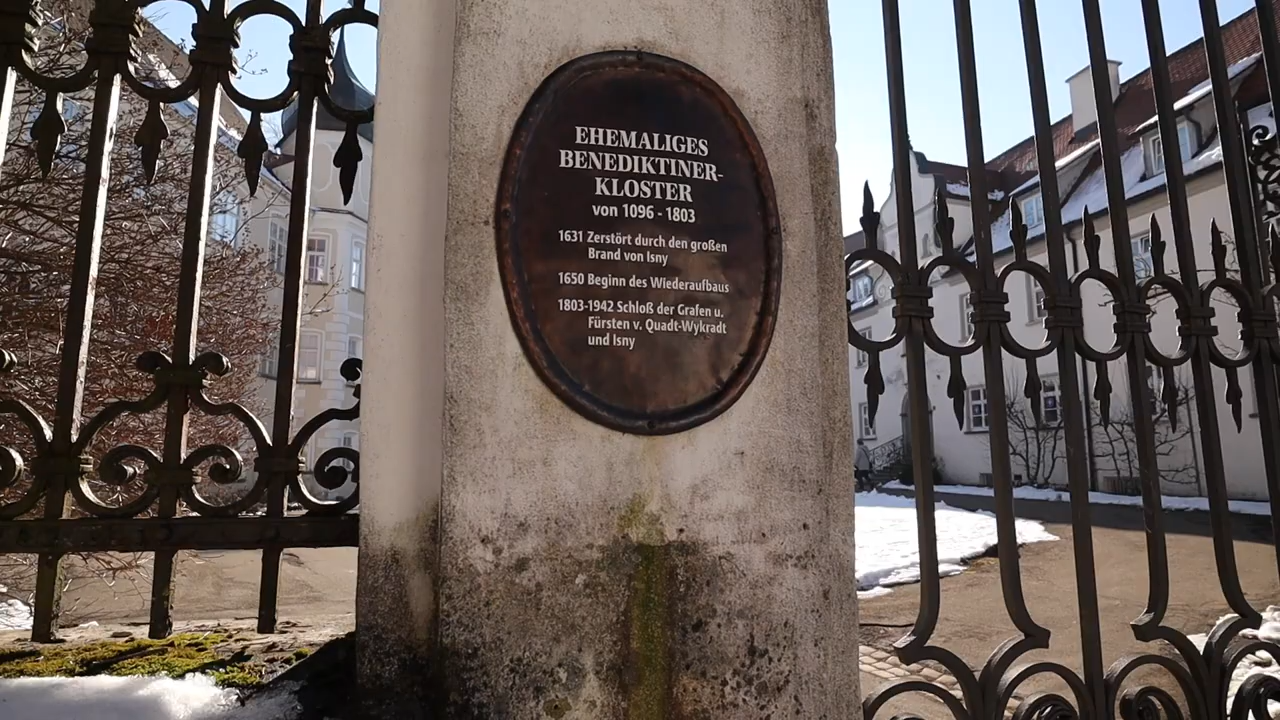 EHEMALIGES
BENEDIKTINER-
KLOSTER
von 1096 - 1803
1631 Zerstört durch den großen
Brand von Isny
1650 Beginn des Wiederaufbaus
1803-1942 Schloß der Grafen u.
Fürsten v. Quadt-Wykradt
und Isny